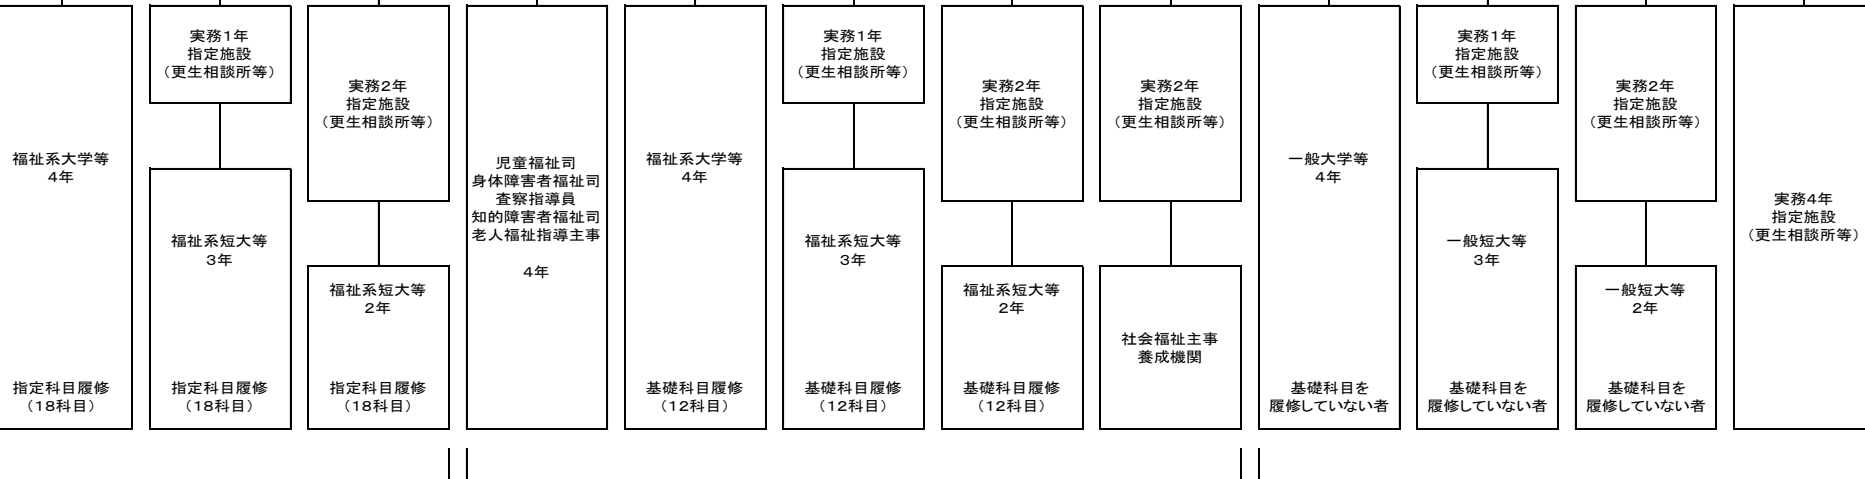 福祉系大学等
4年
指定科目履修
(18科目)
実務1年
指定施設
(更生相談所等)
福祉系短大等
3年
指定科目履修
(18科目)
実務2年
指定施設
(更生相談所等)
福祉系短大等
2年
指定科目履修
(18科目)
児童福祉司
身体障害者福祉司
査察指導員
知的障害者福祉司
老人福祉指導主事
4年
福祉系大学等
4年
基礎科目履修
(12科目)
実務1年
指定施設
(更生相談所等)
福祉系短大等
3年
基礎科目履修
(12科目)
実務2年
指定施設
(更生相談所等)
福祉系短大等
2年
基礎科目履修
(12科目)
実務2年
指定施設
(更生相談所等)
社会福祉主事
養成機関
一般大学等
4年
基礎科目を
履修していない者
実務1年
指定施設
(更生相談所等)
一般短大等
3年
基礎科目を
履修していない者
実務2年
指定施設
(更生相談所等)
一般短大等
2年
基礎科目を
履修していない者
実務4年
指定施設
(更生相談所等)